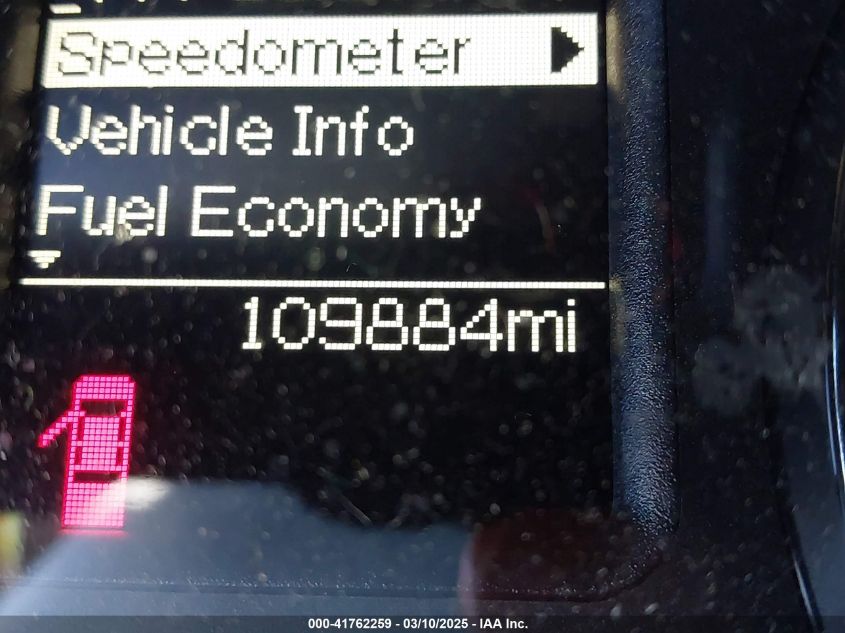 Speedometer
Vehicle Info
Fuel Economy
109884mi
000-41762259 - 03/10/2025 - IAA Inc.